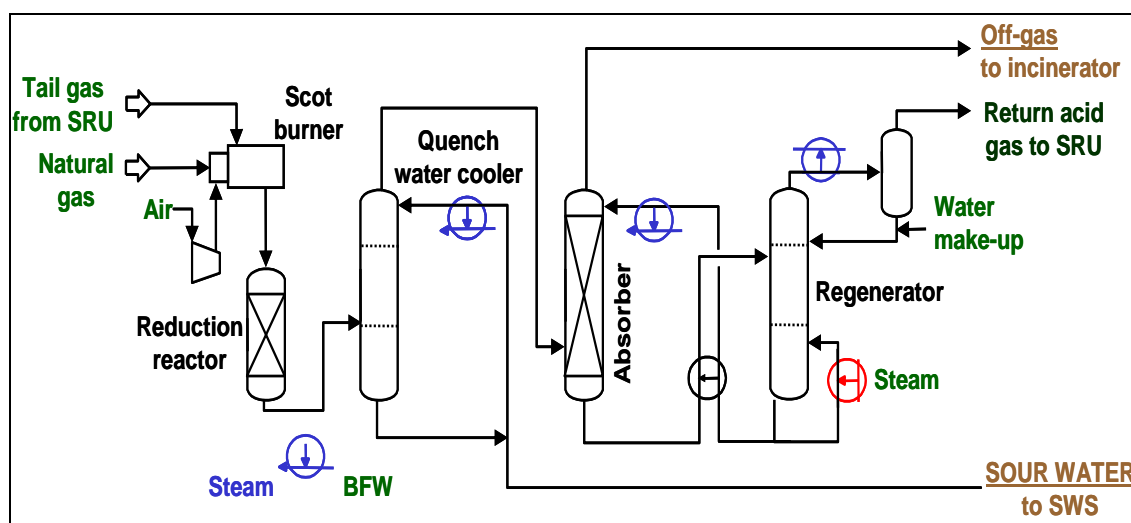 Tail gas
from SRU
Natural
gas
Air
Scot
burner
Quench
water cooler
Reduction
reactor
Steam
BFW
Absorber
Off-gas
to incinerator
Return acid
gas to SRU
Water
make-up
Regenerator
Steam
SOUR WATER
to SWS